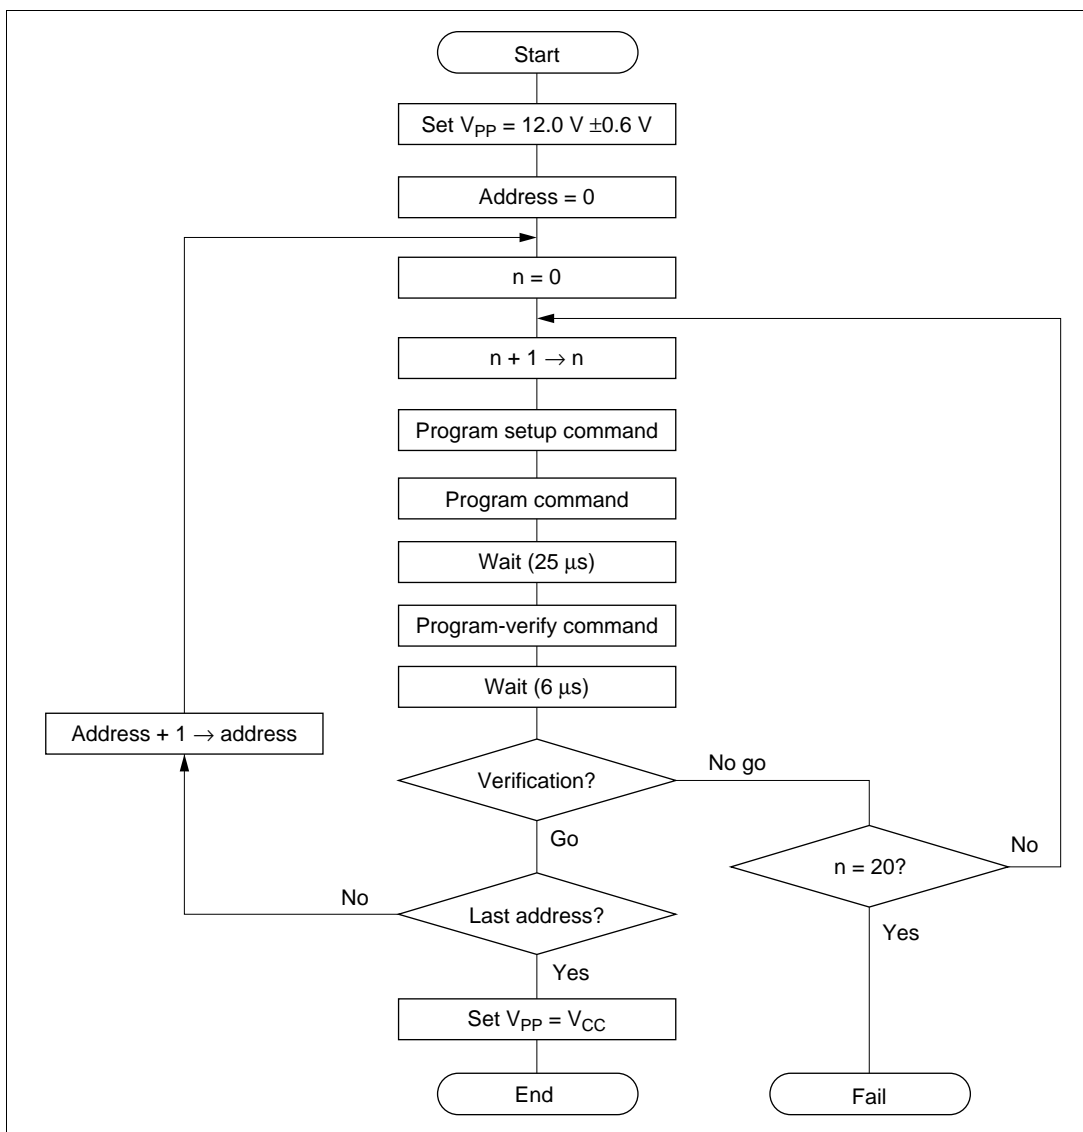 Start
Set VPP = 12.0 V ±0.6 V
Address = 0
n = 0
n + 1 → n
Program setup command
Program command
Wait (25 μs)
Program-verify command
Wait (6 μs)
Address + 1 → address
Verification?
No go
Go
n = 20?
No
No
Last address?
Yes
Yes
Set VPP = VCC
End
Fail